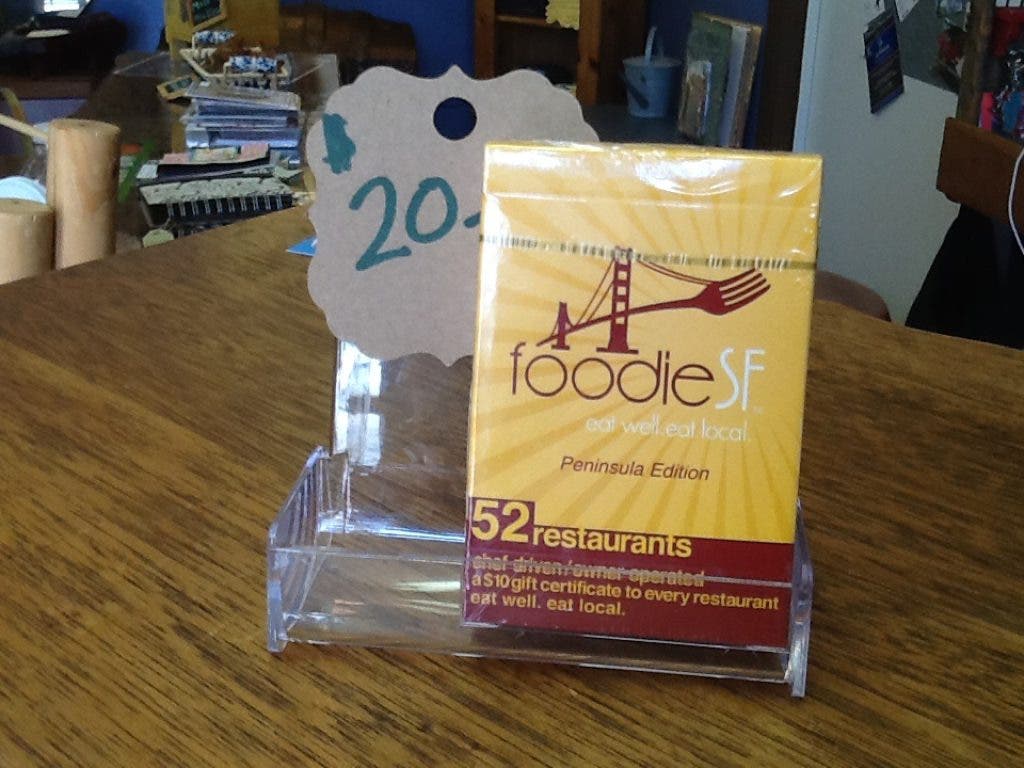 $
20.
foodieSF
eat well.eat local.
Peninsula Edition
52 restaurants
chef driven/owner operated
a $10 gift certificate to every restaurant
eat well. eat local.